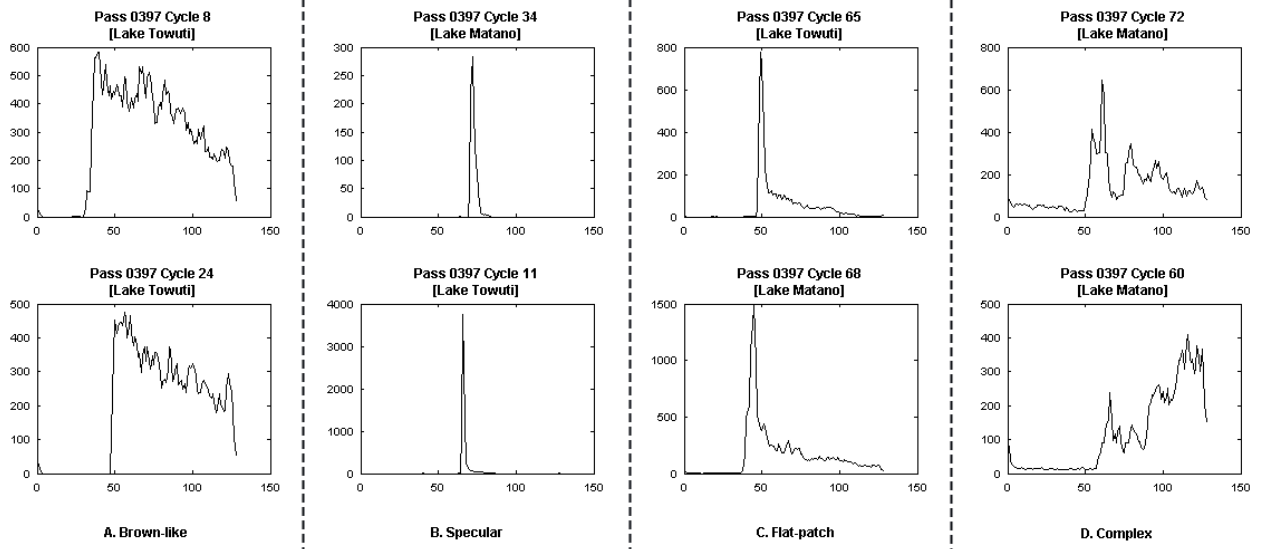 Pass 0397 Cycle 8
[Lake Towuti]
600
500
400
300
200
100
0
0 50 100 150
Pass 0397 Cycle 34
[Lake Matano]
300
250
200
150
100
50
0
0 50 100 150
Pass 0397 Cycle 65
[Lake Towuti]
800
600
400
200
0
0 50 100 150
Pass 0397 Cycle 72
[Lake Matano]
800
600
400
200
0
0 50 100 150
Pass 0397 Cycle 24
[Lake Towuti]
500
400
300
200
100
0
0 50 100 150
Pass 0397 Cycle 11
[Lake Towuti]
4000
3000
2000
1000
0
0 50 100 150
Pass 0397 Cycle 68
[Lake Matano]
1500
1000
500
0
0 50 100 150
Pass 0397 Cycle 60
[Lake Matano]
500
400
300
200
100
0
0 50 100 150
A. Brown-like
B. Specular
C. Flat-patch
D. Complex